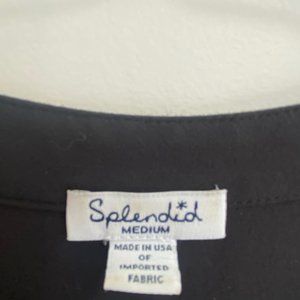 Splendid
MEDIUM
MADE IN USA
OF
IMPORTED
FABRIC